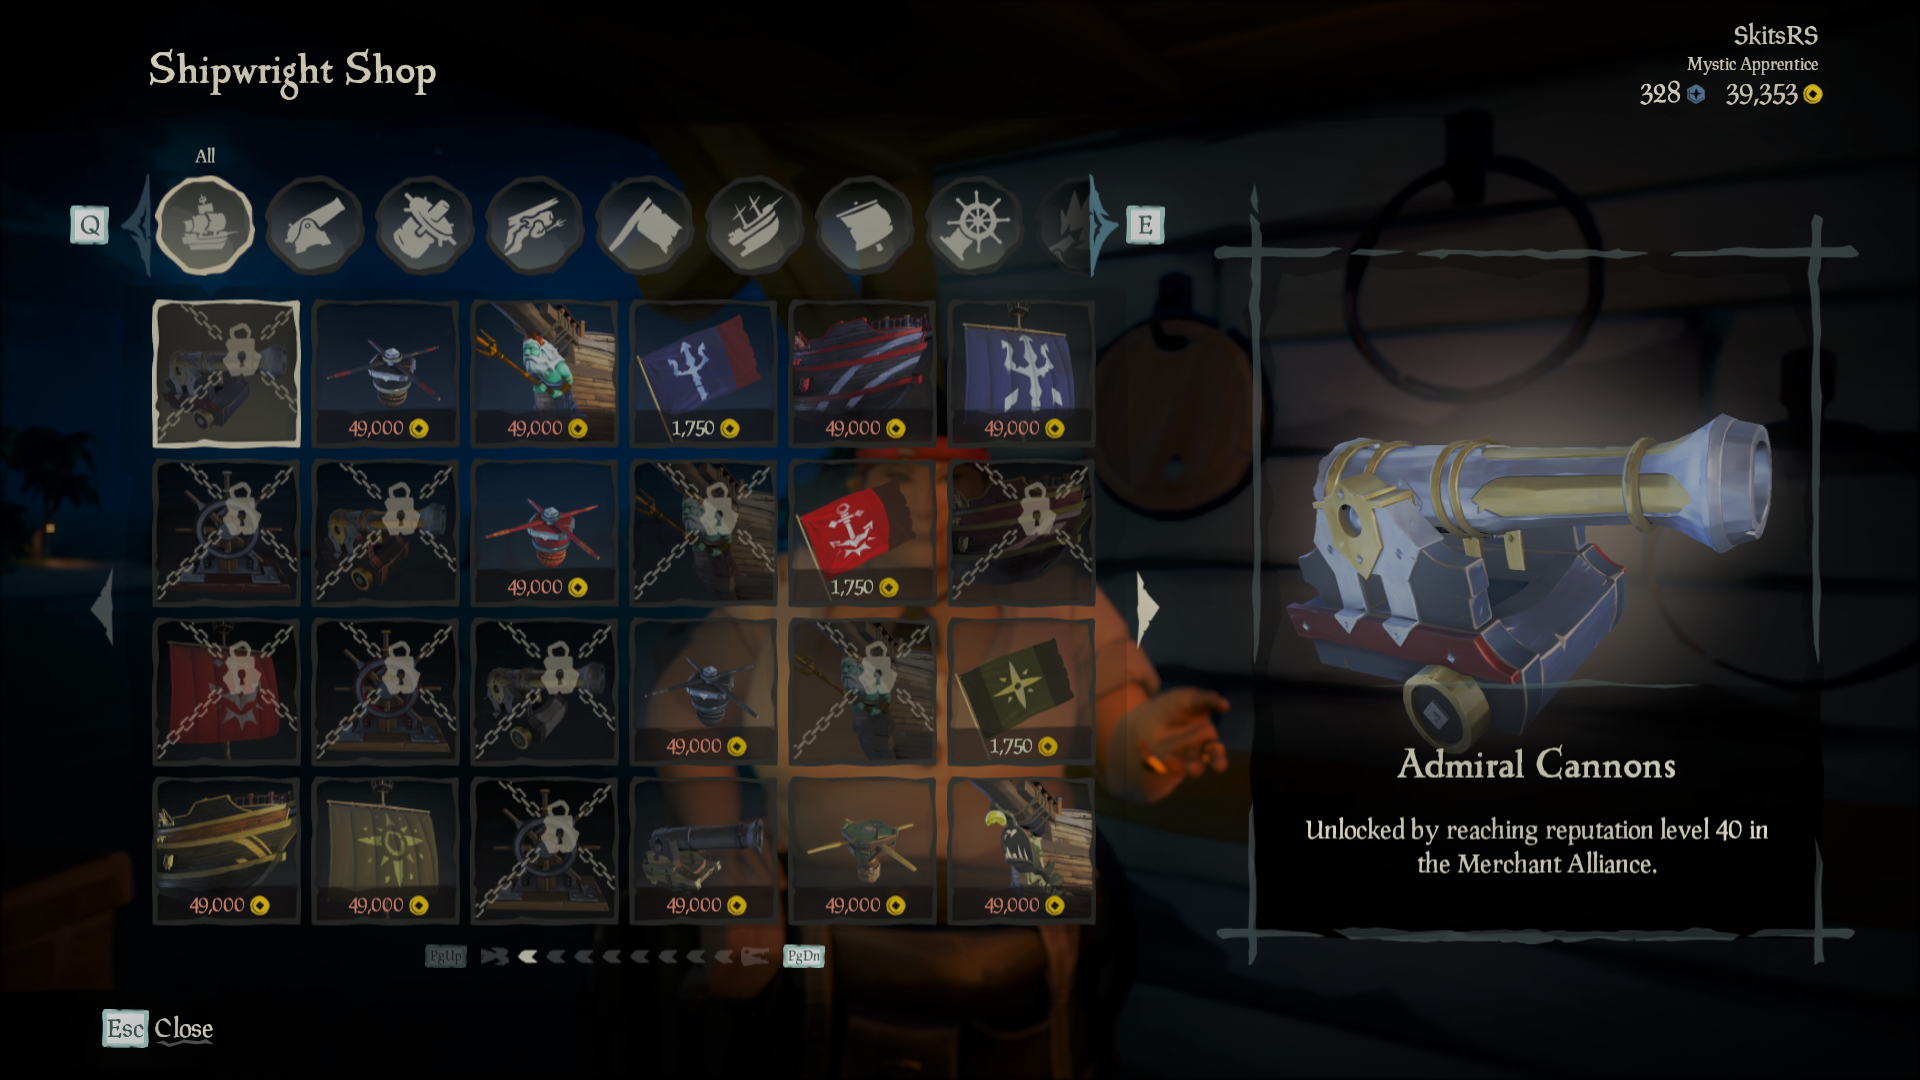 Shipwright Shop
SkitsRS
Mystic Apprentice
328 39,353
All
Q
E
49,000
49,000
1,750
49,000
49,000
49,000
1,750
49,000
1,750
49,000
49,000
49,000
49,000
49,000
Admiral Cannons
Unlocked by reaching reputation level 40 in
the Merchant Alliance.
PgUp
PgDn
Esc Close